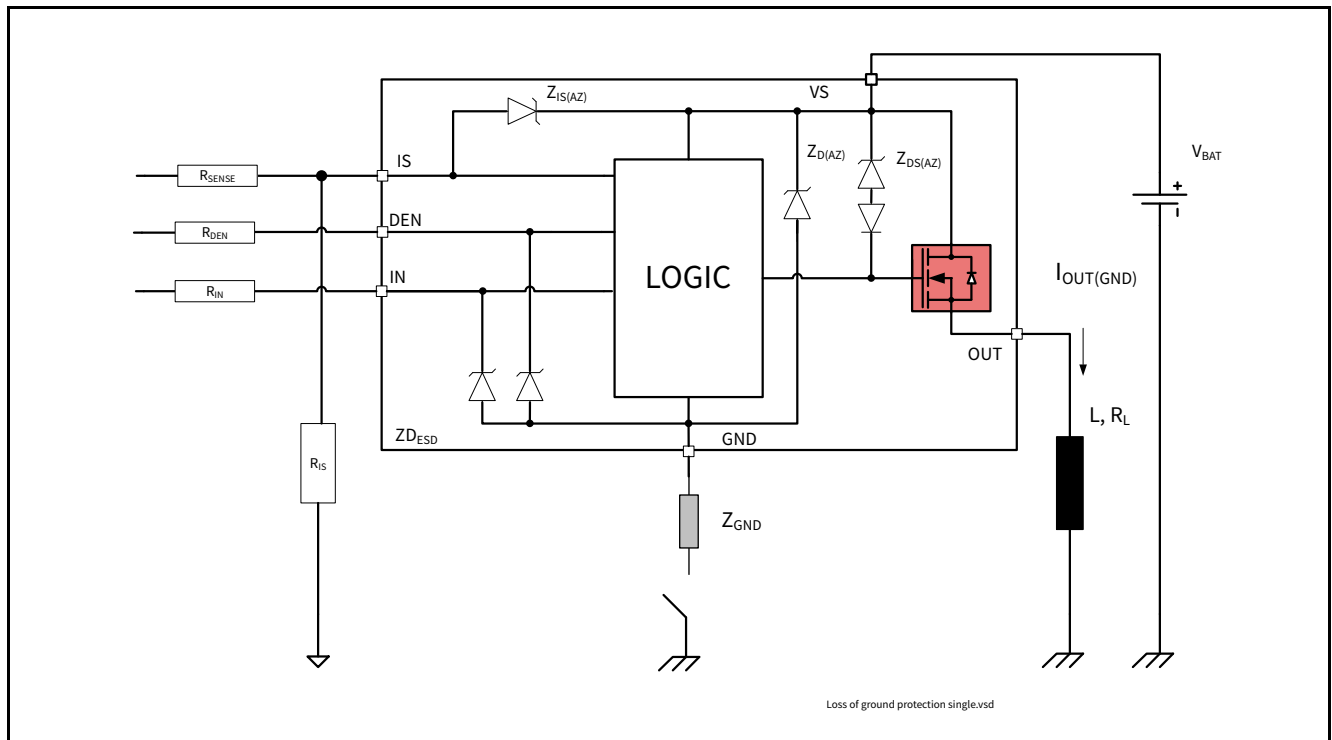 Z_IS(AZ)
VS
Z_D(AZ)
Z_DS(AZ)
V_BAT
+
-
IS
R_SENSE
DEN
R_DEN
IN
R_IN
LOGIC
I_OUT(GND)
OUT
L, R_L
ZD_ESD
GND
R_IS
Z_GND
Loss of ground protection single.vsd